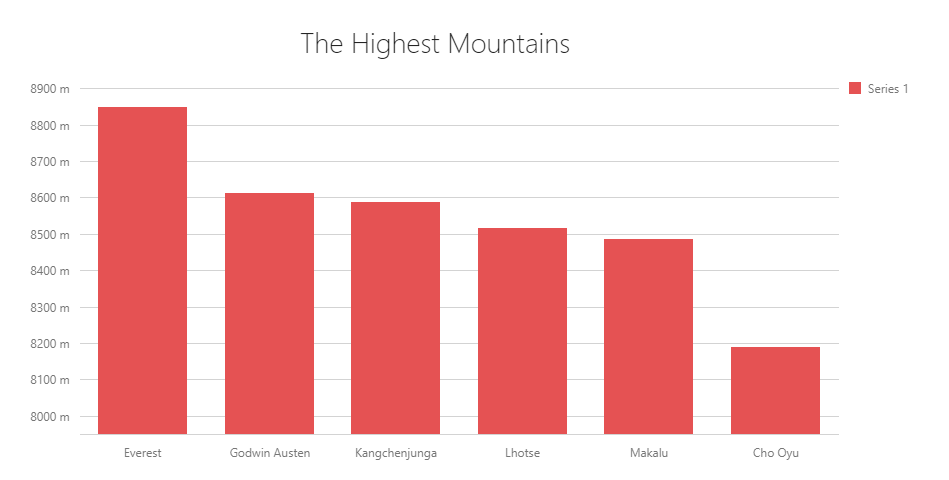 The Highest Mountains
8900 m
8800 m
8700 m
8600 m
8500 m
8400 m
8300 m
8200 m
8100 m
8000 m
Everest
Godwin Austen
Kangchenjunga
Lhotse
Makalu
Cho Oyu
Series 1